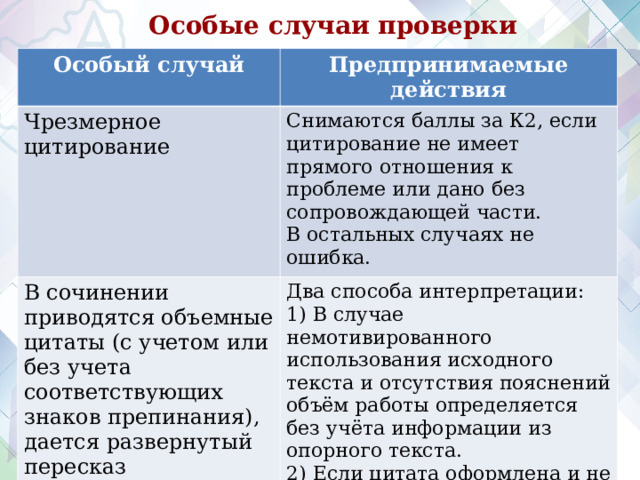 Особые случаи проверки
Особый случай
Предпринимаемые
действия
Чрезмерное
цитирование
Снимаются баллы за К2, если
цитирование не имеет
прямого отношения к
проблеме или дано без
сопровождающей части.
В остальных случаях не
ошибка.
В сочинении
приводятся объемные
цитаты (с учетом или
без учета
соответствующих
знаков препинания),
дается развернутый
пересказ
Два способа интерпретации:
1) В случае
немотивированного
использования исходного
текста и отсутствия пояснений
объём работы определяется
без учёта информации из
опорного текста.
2) Если цитата оформлена и не